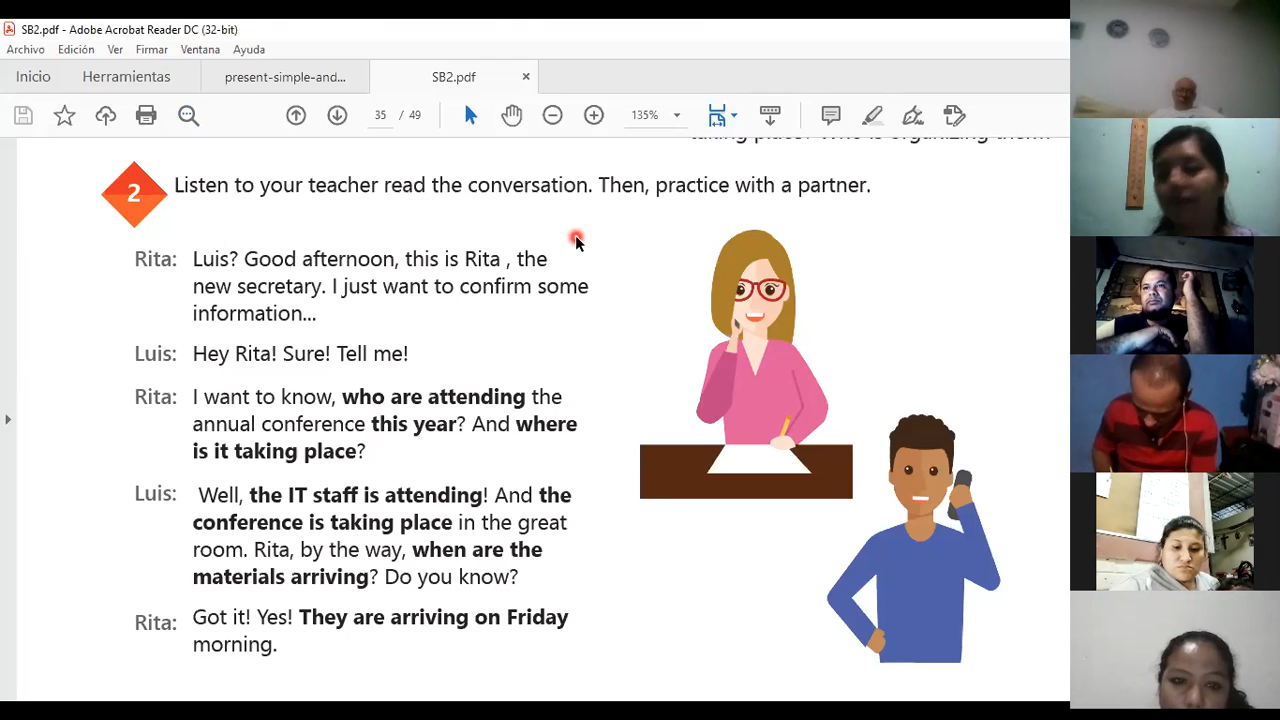 SB2.pdf - Adobe Acrobat Reader DC (32-bit)
Archivo Edición Ver Firmar Ventana Ayuda
Inicio Herramientas present-simple-and... SB2.pdf ×
35 / 49 135%
taking place? Who is organizing them
2 Listen to your teacher read the conversation. Then, practice with a partner.
Rita: Luis? Good afternoon, this is Rita , the
new secretary. I just want to confirm some
information...
Luis: Hey Rita! Sure! Tell me!
Rita: I want to know, who are attending the
annual conference this year? And where
is it taking place?
Luis: Well, the IT staff is attending! And the
conference is taking place in the great
room. Rita, by the way, when are the
materials arriving? Do you know?
Rita: Got it! Yes! They are arriving on Friday
morning.